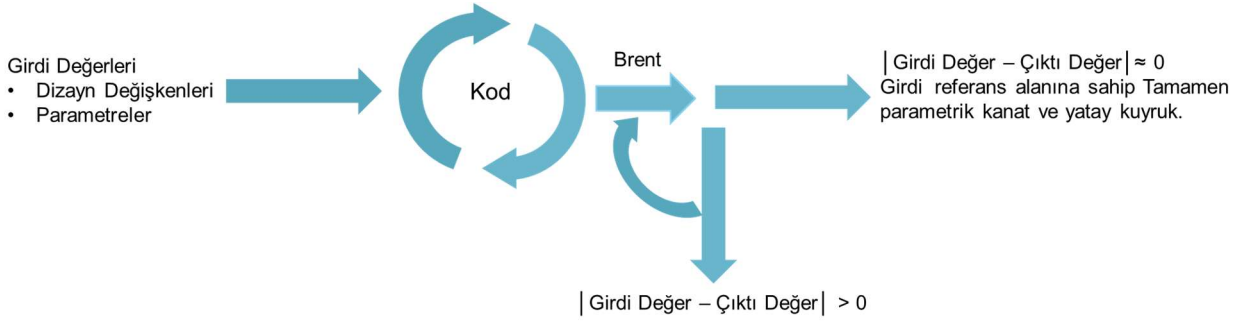 Girdi Değerleri
• Dizayn Değişkenleri
• Parametreler
Kod
Brent
|Girdi Değer – Çıktı Değer| ≈ 0
Girdi referans alanına sahip Tamamen
parametrik kanat ve yatay kuyruk.
|Girdi Değer – Çıktı Değer| > 0